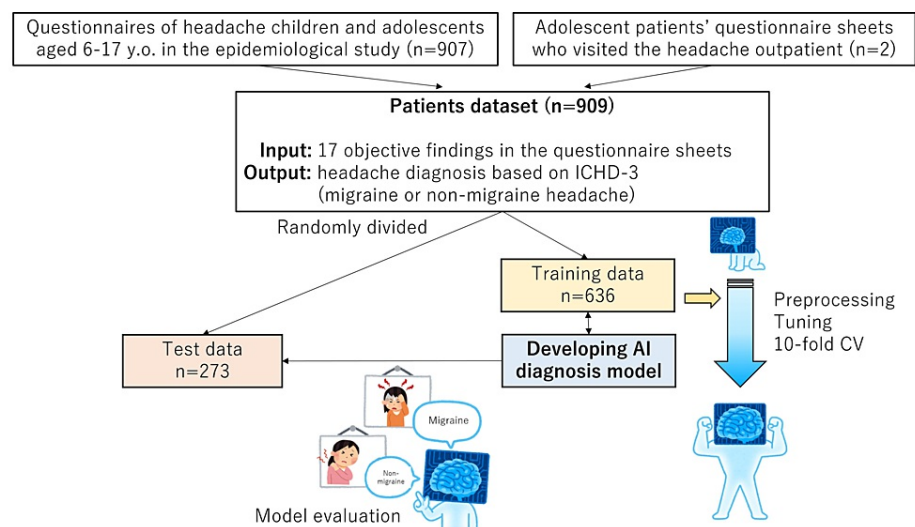 Questionnaires of headache children and adolescents
aged 6-17 y.o. in the epidemiological study (n=907)
Adolescent patients’ questionnaire sheets
who visited the headache outpatient (n=2)
Patients dataset (n=909)
Input: 17 objective findings in the questionnaire sheets
Output: headache diagnosis based on ICHD-3
(migraine or non-migraine headache)
Randomly divided
Training data
n=636
Preprocessing
Tuning
10-fold CV
Test data
n=273
Developing AI
diagnosis model
Migraine
Non-
migraine
Model evaluation